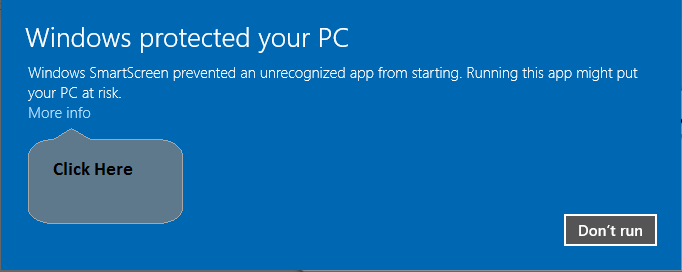 Windows protected your PC
Windows SmartScreen prevented an unrecognized app from starting. Running this app might put
your PC at risk.
More info
Click Here
Don't run